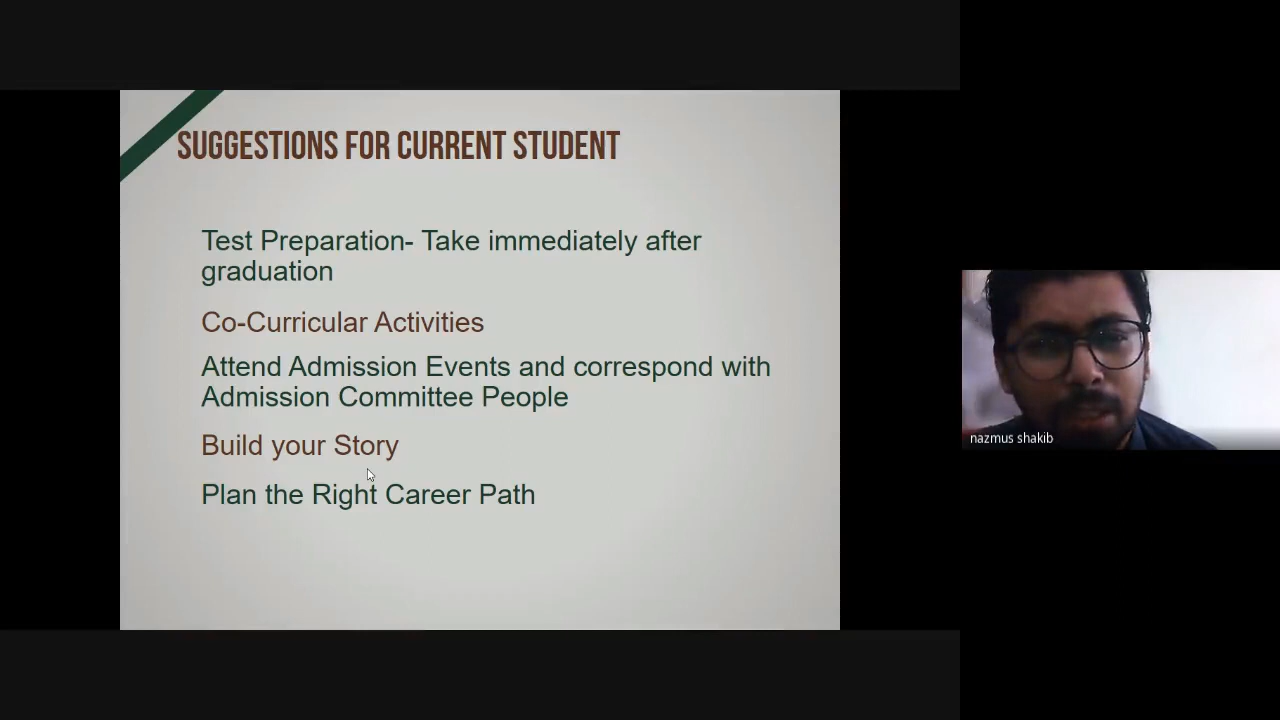 SUGGESTIONS FOR CURRENT STUDENT
Test Preparation- Take immediately after
graduation
Co-Curricular Activities
Attend Admission Events and correspond with
Admission Committee People
Build your Story
Plan the Right Career Path
nazmus shakib